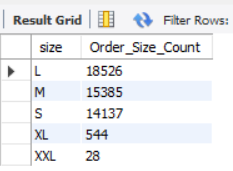 Result Grid Filter Rows:
size Order_Size_Count
L 18526
M 15385
S 14137
XL 544
XXL 28